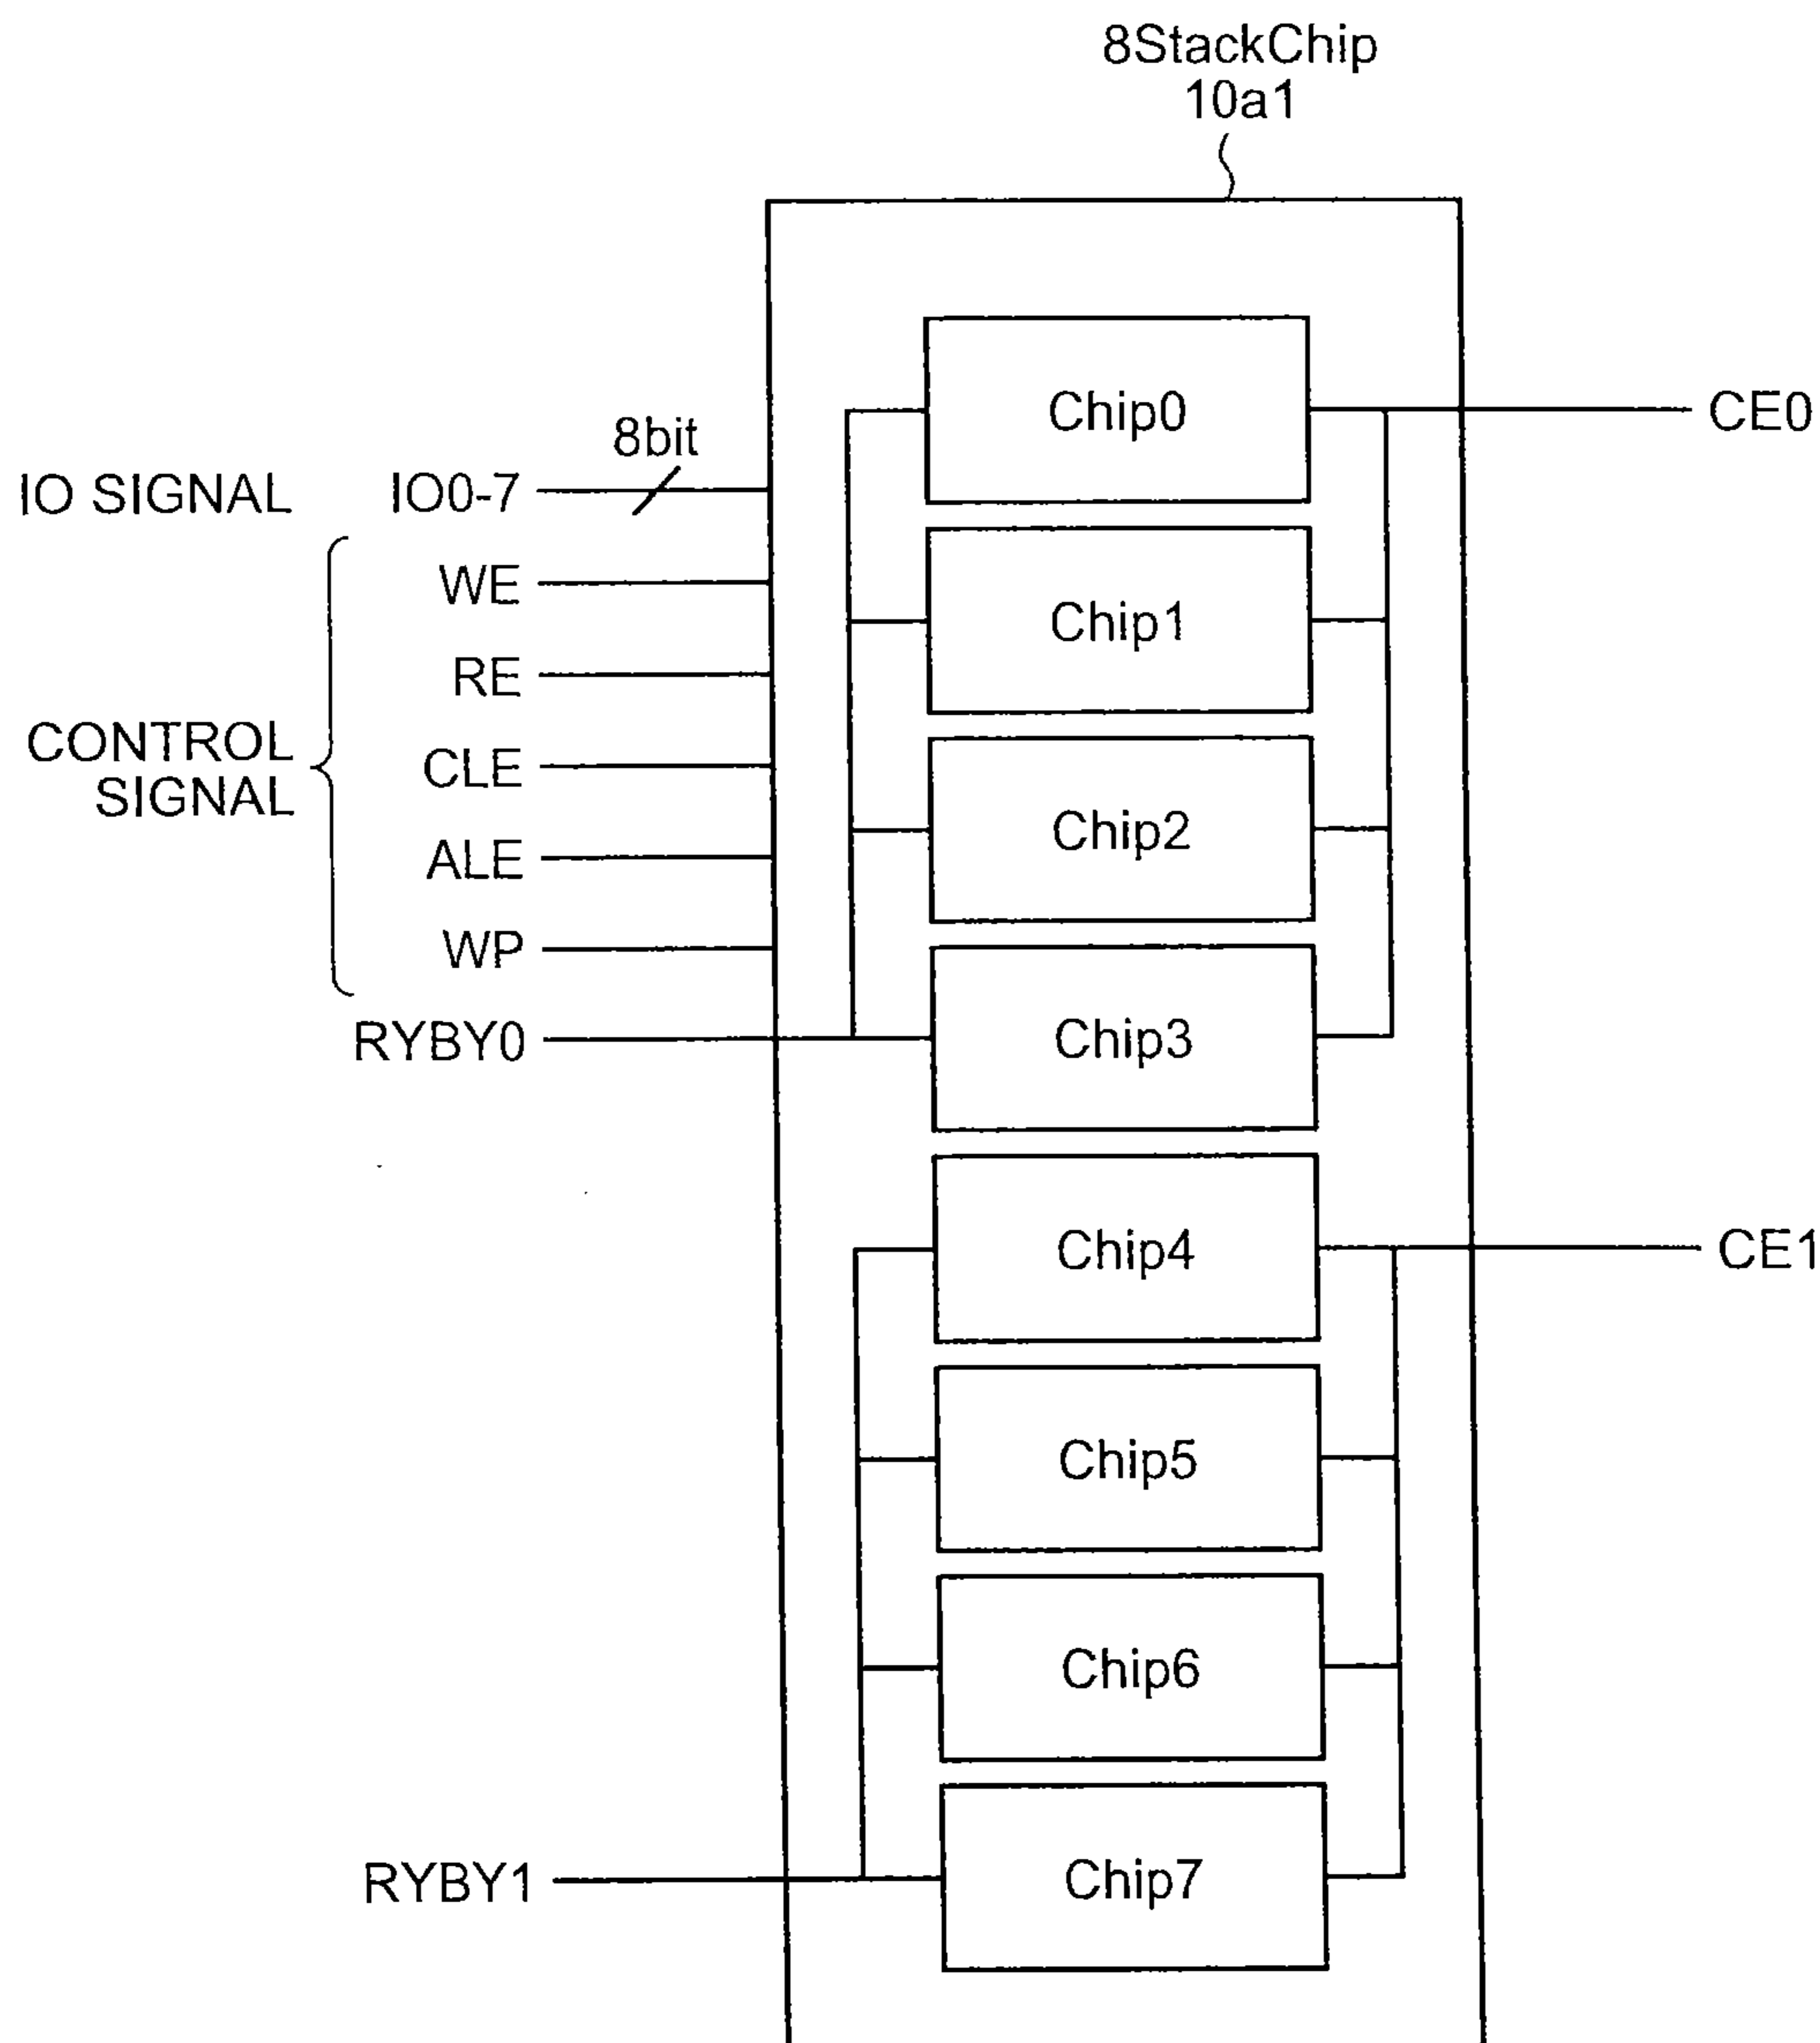 8StackChip
10a1
Chip0
CE0
8bit
IO SIGNAL IO0-7
WE
Chip1
RE
CONTROL
SIGNAL
CLE
Chip2
ALE
WP
RYBY0
Chip3
Chip4
CE1
Chip5
Chip6
RYBY1
Chip7